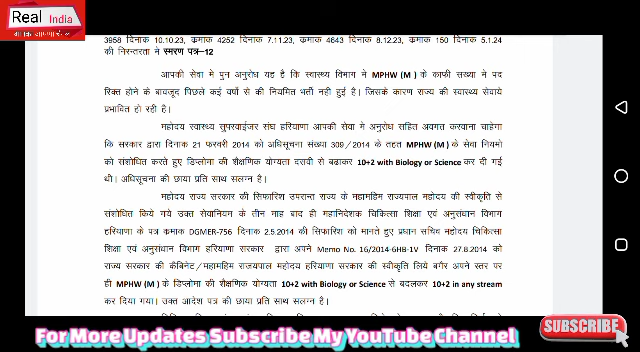 Real India
3958 दिनांक 10.10.23, कमाक 4252 दिनांक 7.11.23, कमाक 4643 दिनांक 8.12.23, कमाक 150 दिनांक 5.1.24
की निरन्तरता मे स्मरण पत्र–12
आपकी सेवा मे पुन अनुरोध यह है कि स्वास्थ्य विभाग मे MPHW (M) के काफी सख्या मे पद
रिक्त होने के बावजूद पिछले कई वर्षो से की नियमित भर्ती नही हुई है। जिसके कारण राज्य की स्वास्थ्य सेवाये
प्रभावित हो रही है।
महोदय स्वास्थ्य सुपरवाईजर संघ हरियाणा आपकी सेवा मे अनुरोध सहित अवगत करवाना चाहेगा
कि सरकार द्वारा दिनाक 21 फरवरी 2014 को अधिसूचना संख्या 309/2014 के तहत MPHW (M) के सेवा नियमो
को संशोधित करते हुए डिप्लोमा की शैक्षणिक योग्यता दसवी से बढाकर 10+2 with Biology or Science कर दी गई
थी। अधिसूचना की छाया प्रति साथ सलग्न है।
महोदय राज्य सरकार की सिफारिश उपरान्त राज्य के महामहिम राज्यपाल महोदय की स्वीकृति से
संशोधित किये गये उक्त सेवानियम के तीन माह बाद ही महानिदेशक चिकित्सा शिक्षा एवं अनुसंधान विभाग
हरियाणा के पत्र कमाक DGMER-756 दिनाक 2.5.2014 की सिफारिश को मानते हुए प्रधान सचिव महोदय चिकित्सा
शिक्षा एवं अनुसंधान विभाग हरियाणा सरकार द्वारा अपने Memo No. 16/2014-6HB-1V दिनाक 27.8.2014 को
राज्य सरकार की कैबिनेट/महामहिम राजयपाल महोदय हरियाणा सरकार की स्वीकृति लिये बगैर अपने स्तर पर
ही MPHW (M) के डिप्लोमा की शैक्षणिक योग्यता 10+2 with Biology or Science से बदलकर 10+2 in any stream
कर दिया गया। उक्त आदेश पत्र की छाया प्रति साथ सलग्न है।
For More Updates Subscribe My YouTube Channel
SUBSCRIBE